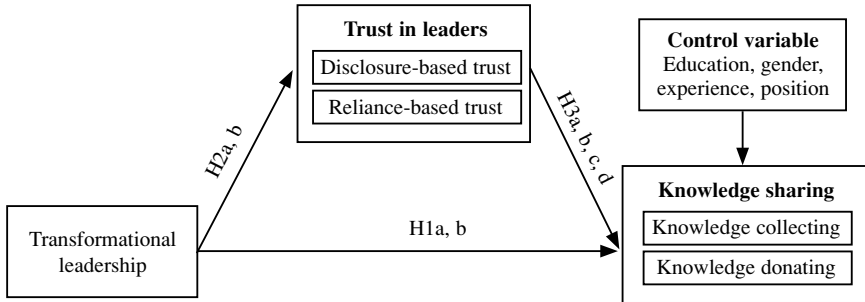 Trust in leaders
Disclosure-based trust
Reliance-based trust
Control variable
Education, gender,
experience, position
H2a, b
H3a, b, c, d
Transformational
leadership
H1a, b
Knowledge sharing
Knowledge collecting
Knowledge donating